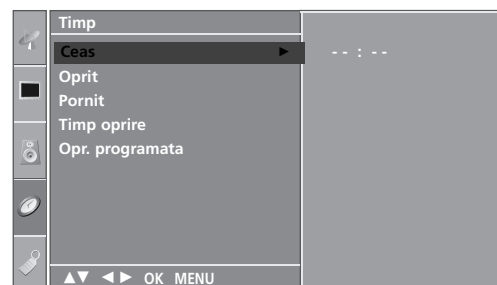 Timp
Ceas ► - - : - -
Oprit
Pornit
Timp oprire
Opr. programata
▲▼ ◄► OK MENU